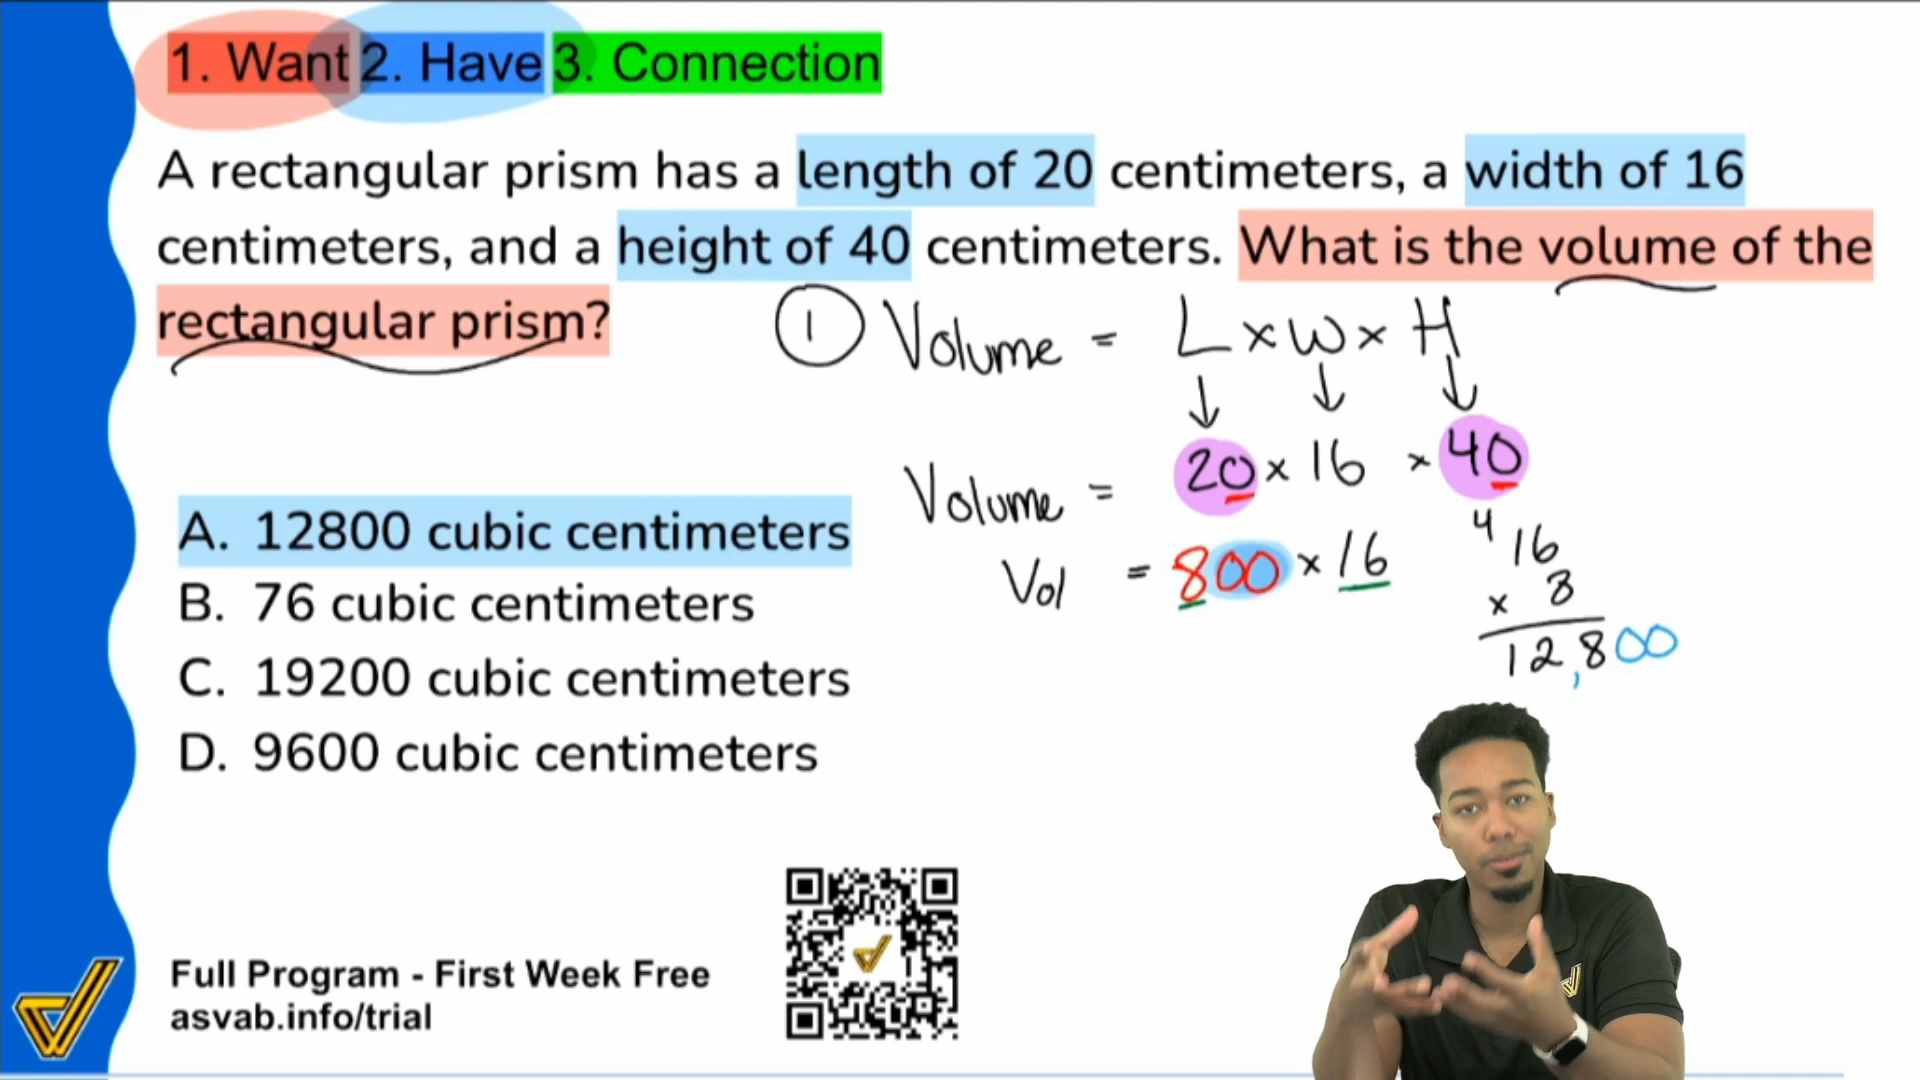 1. Want 2. Have 3. Connection
A rectangular prism has a length of 20 centimeters, a width of 16
centimeters, and a height of 40 centimeters. What is the volume of the
rectangular prism?
1 Volume = L x W x H
Volume = 20 x 16 x 40
Vol = 800 x 16
4
16
x 8
12,800
A. 12800 cubic centimeters
B. 76 cubic centimeters
C. 19200 cubic centimeters
D. 9600 cubic centimeters
Full Program - First Week Free
asvab.info/trial